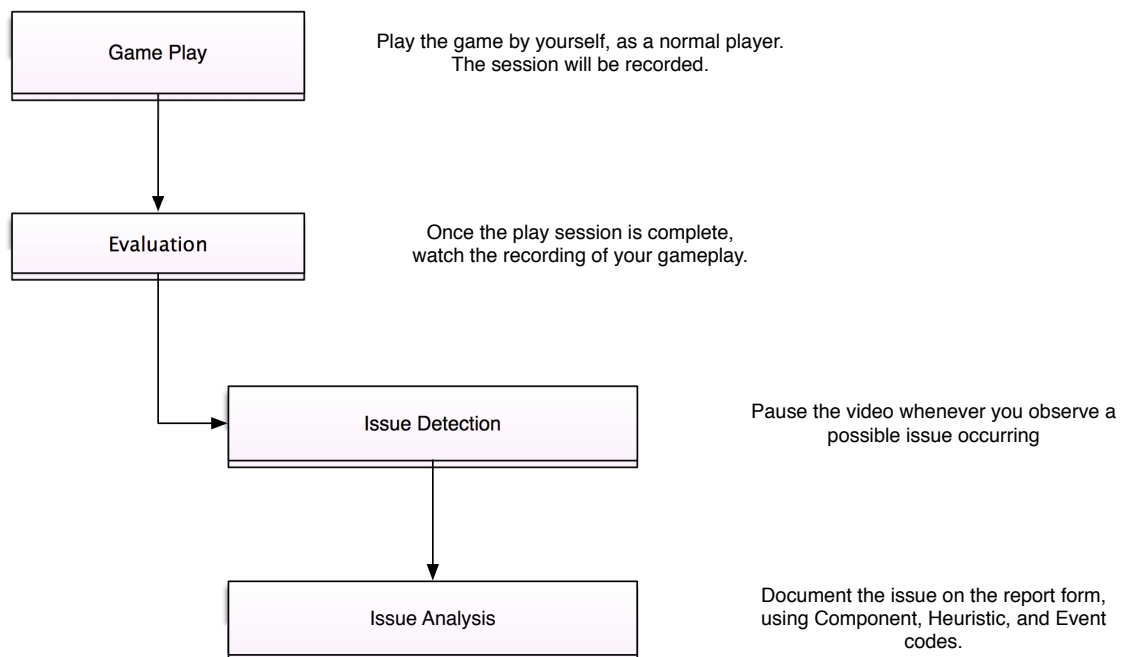 Game Play
Play the game by yourself, as a normal player.
The session will be recorded.
Evaluation
Once the play session is complete,
watch the recording of your gameplay.
Issue Detection
Pause the video whenever you observe a
possible issue occurring
Issue Analysis
Document the issue on the report form,
using Component, Heuristic, and Event
codes.